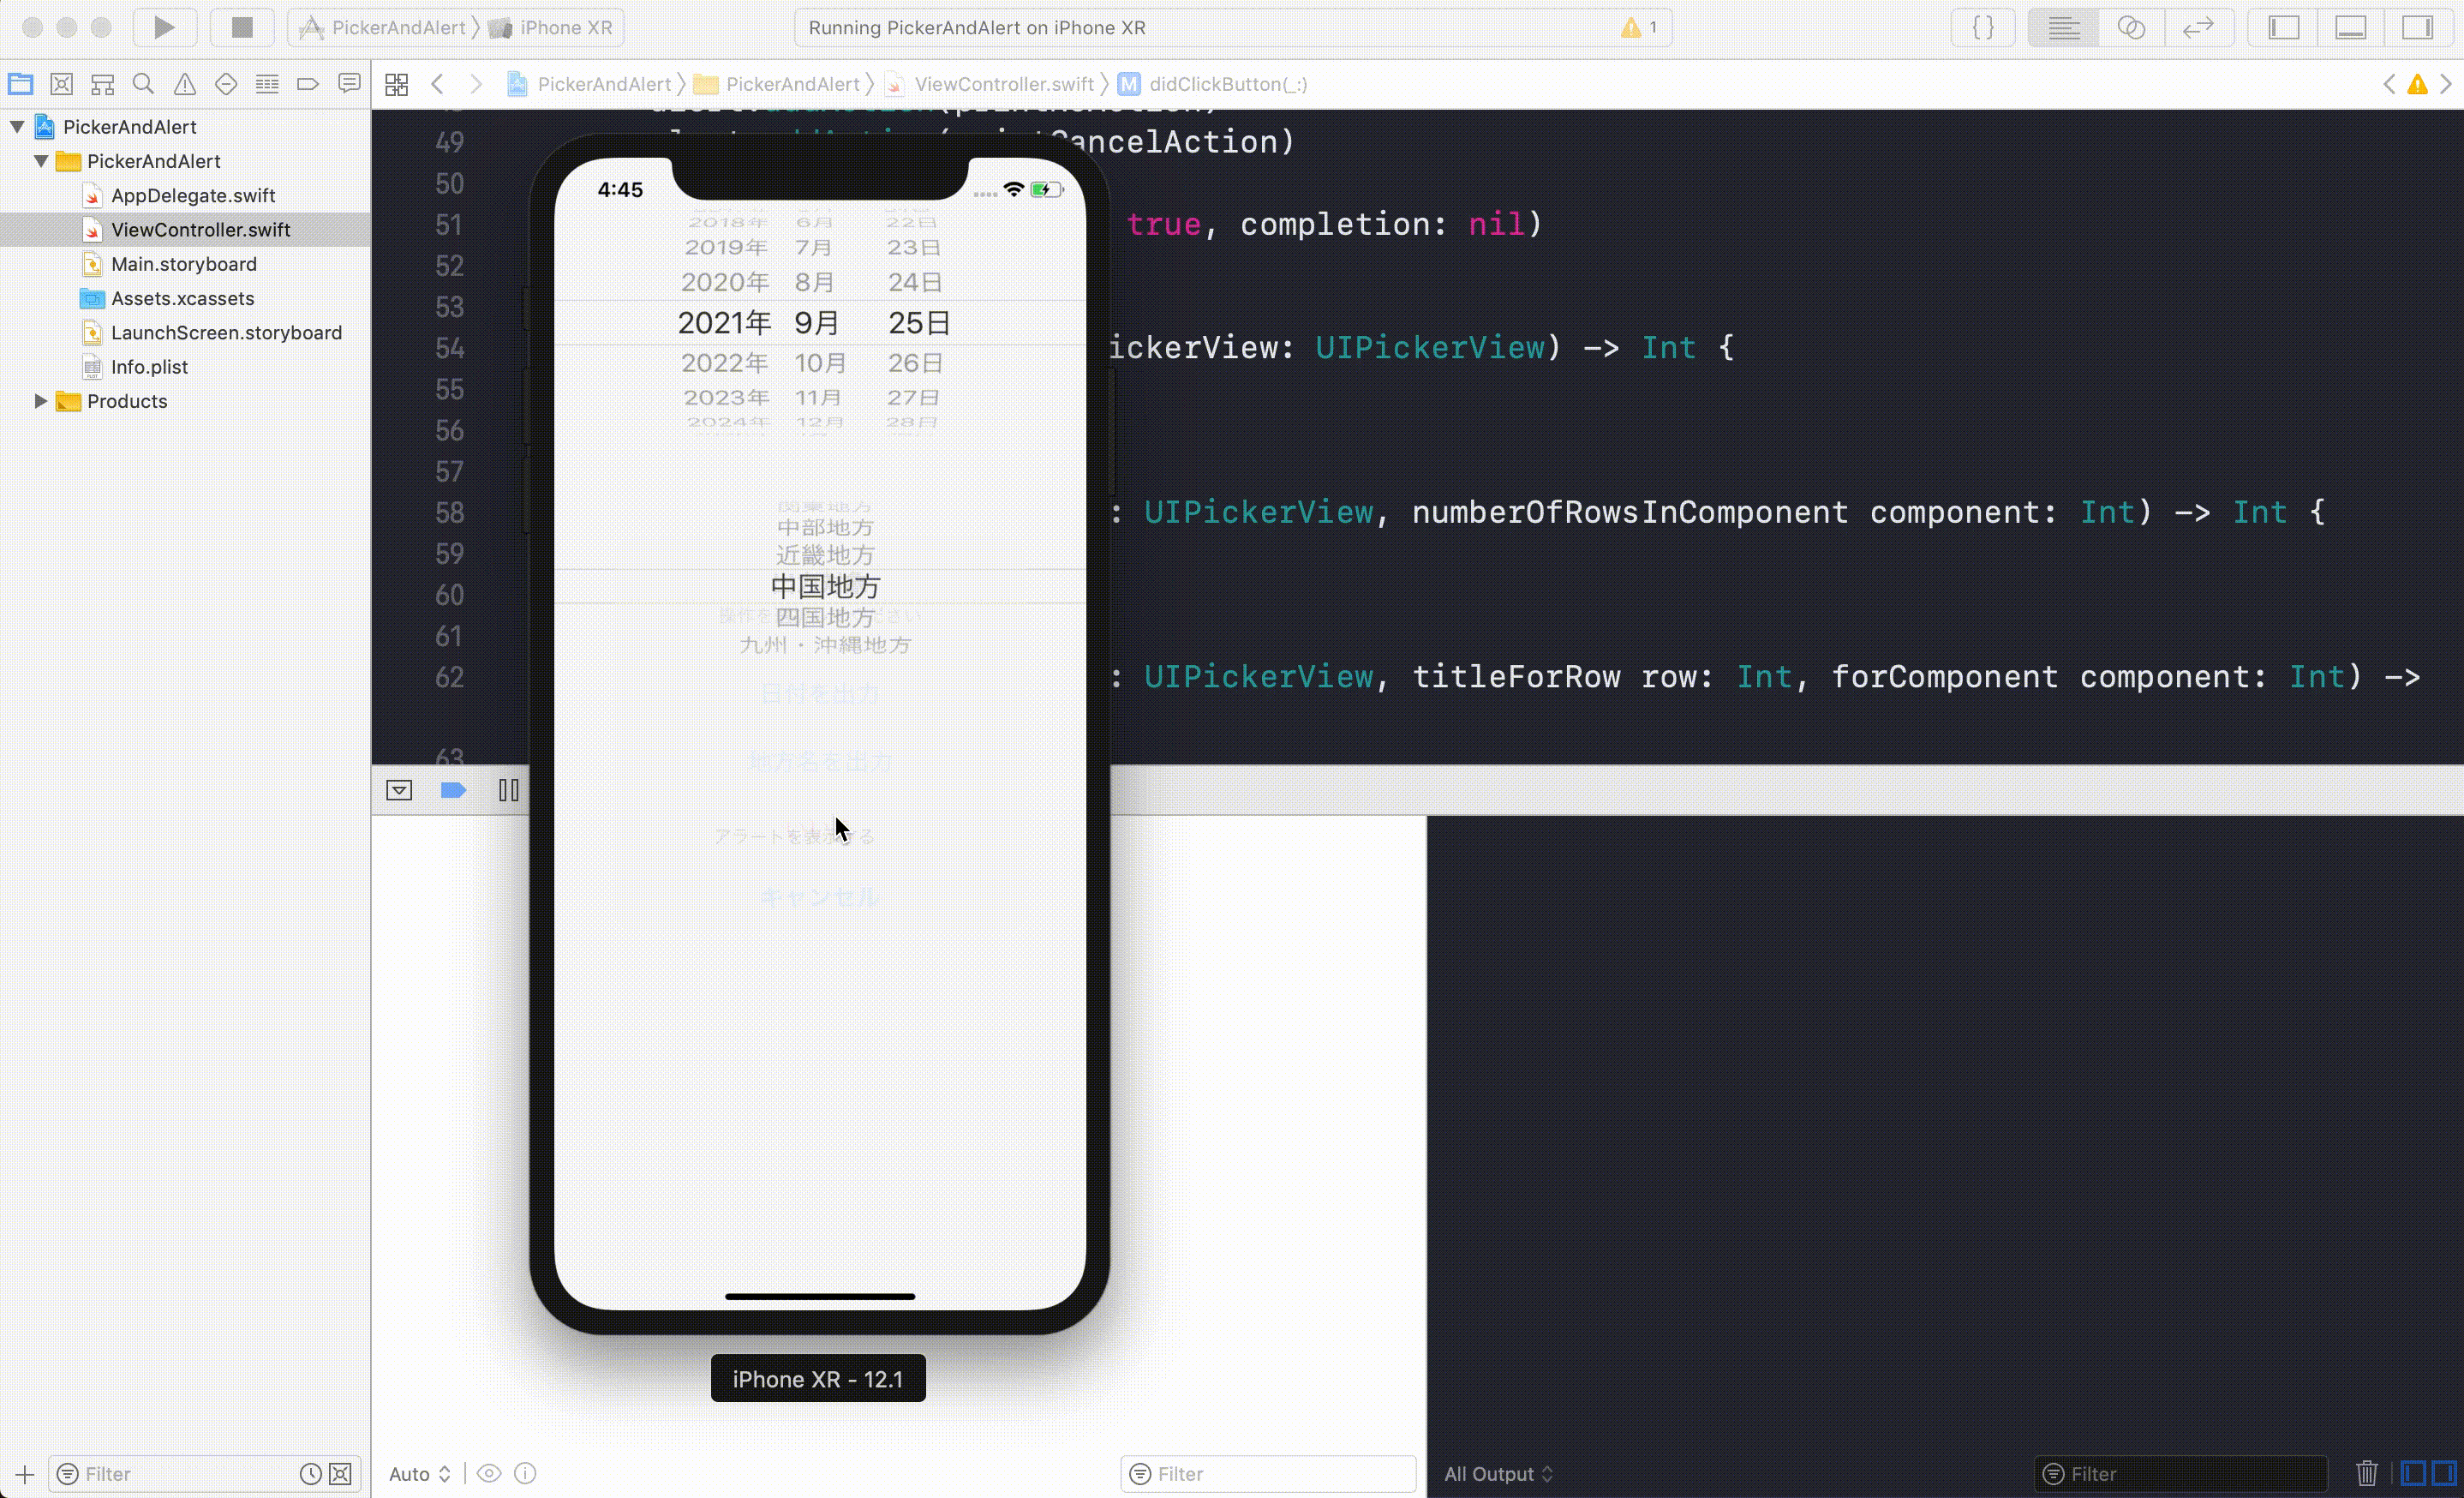 PickerAndAlert 〉 iPhone XR
Running PickerAndAlert on iPhone XR
1
PickerAndAlert 〉 PickerAndAlert 〉 ViewController.swift 〉 M didClickButton(_:)
PickerAndAlert
PickerAndAlert
AppDelegate.swift
ViewController.swift
Main.storyboard
Assets.xcassets
LaunchScreen.storyboard
Info.plist
Products
Filter
49 ancelAction)
50
51 true, completion: nil)
52
53
54 ickerView: UIPickerView) -> Int {
55
56
57
58 : UIPickerView, numberOfRowsInComponent component: Int) -> Int {
59
60
61
62 : UIPickerView, titleForRow row: Int, forComponent component: Int) ->
63
4:45
2018年 6月 22日
2019年 7月 23日
2020年 8月 24日
2021年 9月 25日
2022年 10月 26日
2023年 11月 27日
2024年 12月 28日
関東地方
中部地方
近畿地方
中国地方
四国地方
九州・沖縄地方
日付を出力
地方名を出力
アラートを表示する
キャンセル
iPhone XR - 12.1
Auto
Filter
All Output
Filter